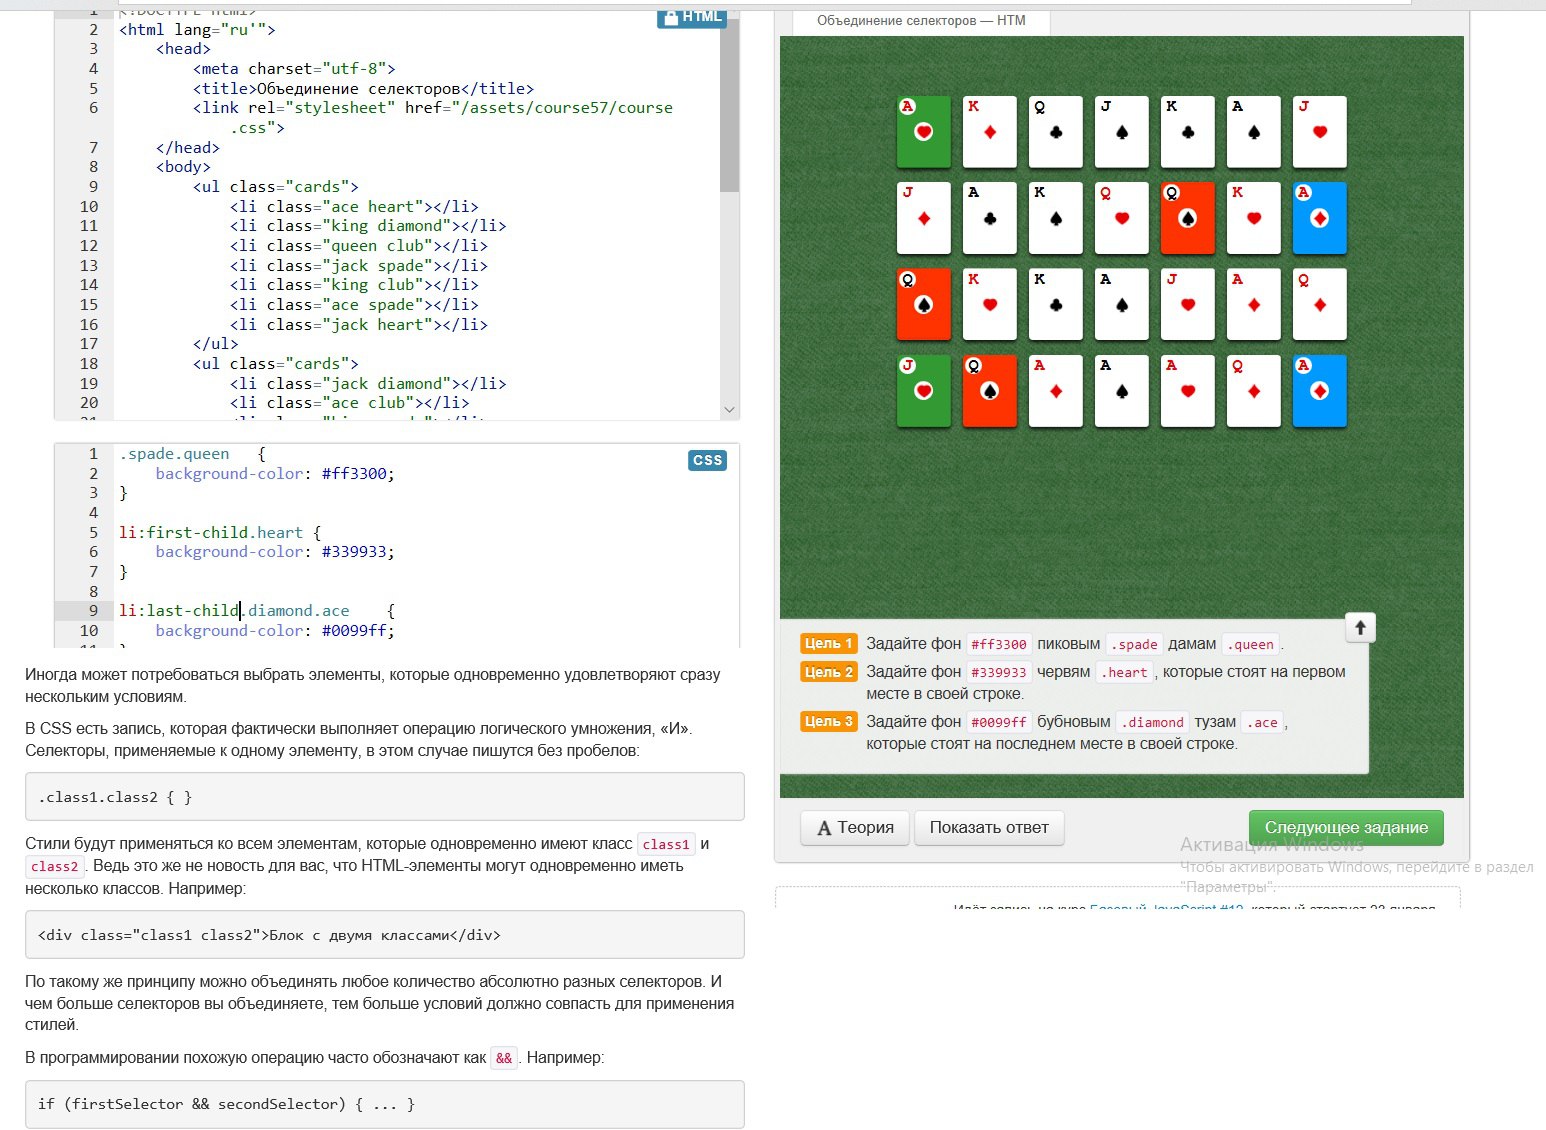 HTML
1 <!DOCTYPE html>
2 <html lang="ru'">
3 <head>
4 <meta charset="utf-8">
5 <title>Объединение селекторов</title>
6 <link rel="stylesheet" href="/assets/course57/course
.css">
7 </head>
8 <body>
9 <ul class="cards">
10 <li class="ace heart"></li>
11 <li class="king diamond"></li>
12 <li class="queen club"></li>
13 <li class="jack spade"></li>
14 <li class="king club"></li>
15 <li class="ace spade"></li>
16 <li class="jack heart"></li>
17 </ul>
18 <ul class="cards">
19 <li class="jack diamond"></li>
20 <li class="ace club"></li>
CSS
1 .spade.queen {
2 background-color: #ff3300;
3 }
4
5 li:first-child.heart {
6 background-color: #339933;
7 }
8
9 li:last-child.diamond.ace {
10 background-color: #0099ff;
Иногда может потребоваться выбрать элементы, которые одновременно удовлетворяют сразу
нескольким условиям.
В CSS есть запись, которая фактически выполняет операцию логического умножения, «И».
Селекторы, применяемые к одному элементу, в этом случае пишутся без пробелов:
.class1.class2 { }
Стили будут применяться ко всем элементам, которые одновременно имеют класс class1 и
class2. Ведь это же не новость для вас, что HTML-элементы могут одновременно иметь
несколько классов. Например:
<div class="class1 class2">Блок с двумя классами</div>
По такому же принципу можно объединять любое количество абсолютно разных селекторов. И
чем больше селекторов вы объединяете, тем больше условий должно совпасть для применения
стилей.
В программировании похожую операцию часто обозначают как &&. Например:
if (firstSelector && secondSelector) { ... }
Объединение селекторов — HTM
A K Q J K A J
J A K Q Q K A
Q K K A J A Q
J Q A A A Q A
Цель 1 Задайте фон #ff3300 пиковым .spade дамам .queen.
Цель 2 Задайте фон #339933 червям .heart, которые стоят на первом
месте в своей строке.
Цель 3 Задайте фон #0099ff бубновым .diamond тузам .ace,
которые стоят на последнем месте в своей строке.
A Теория Показать ответ Следующее задание
Активация Windows
Чтобы активировать Windows, перейдите в раздел
"Параметры".
Идёт запись на курс Базовый JavaScript #12, который стартует 23 января